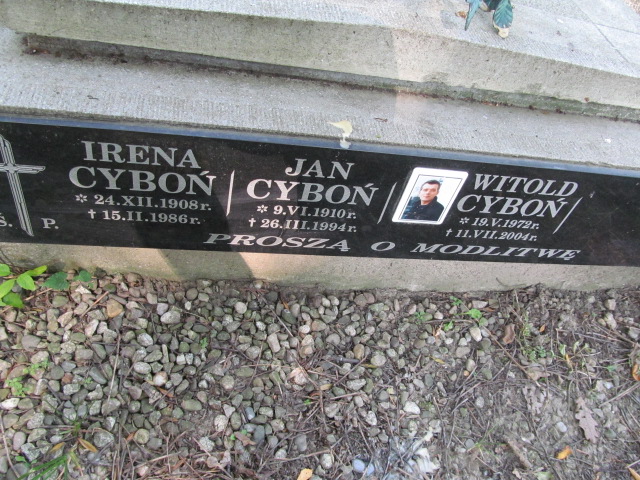 Ś. P.
IRENA
CYBOŃ
* 24.XII.1908r.
† 15.II.1986r.
JAN
CYBOŃ
* 9.VI.1910r.
† 26.III.1994r.
WITOLD
CYBOŃ
* 19.V.1972r.
† 11.VII.2004r.
PROSZĄ O MODLITWĘ